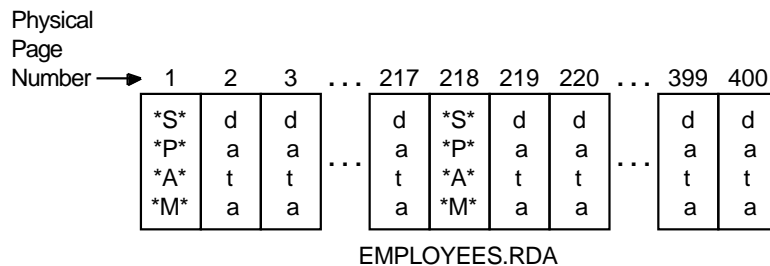 Physical
Page
Number 1 2 3 ... 217 218 219 220 ... 399 400
*S* d d d *S* d d d d
*P* a a a *P* a a a a
... ...
*A* t t t *A* t t t t
*M* a a a *M* a a a a
EMPLOYEES.RDA